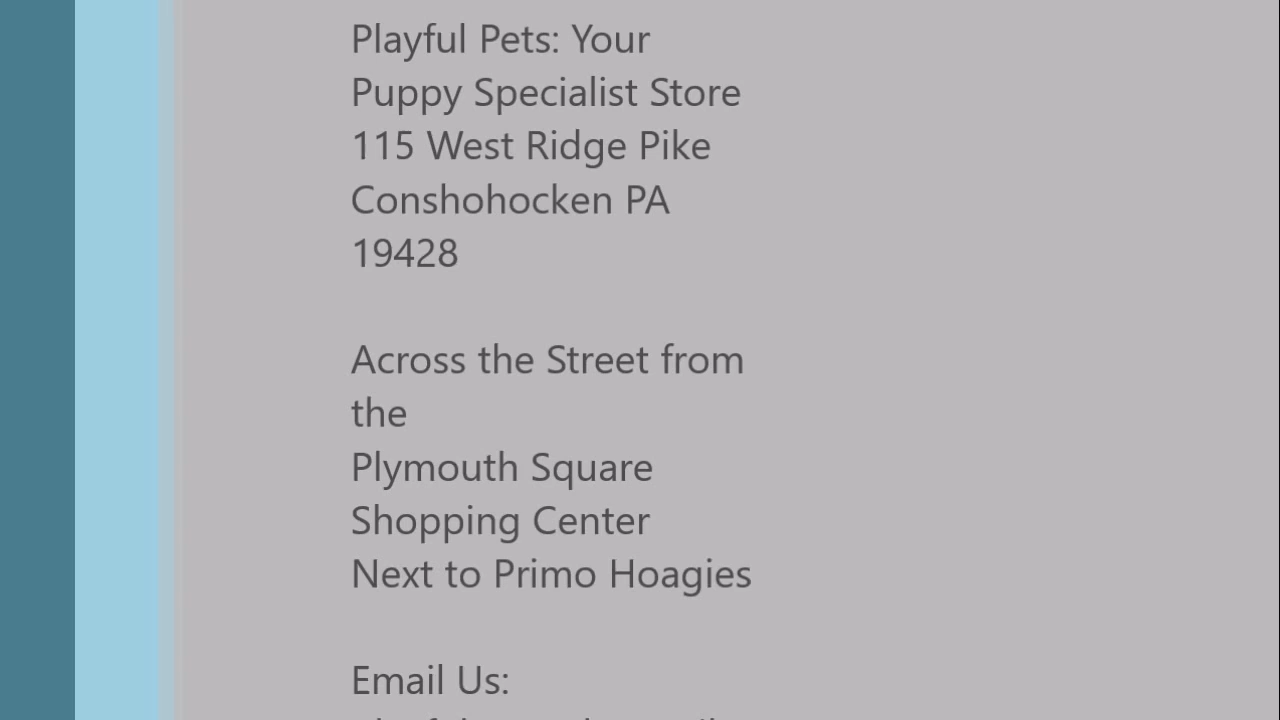 Playful Pets: Your
Puppy Specialist Store
115 West Ridge Pike
Conshohocken PA
19428
Across the Street from
the
Plymouth Square
Shopping Center
Next to Primo Hoagies
Email Us: